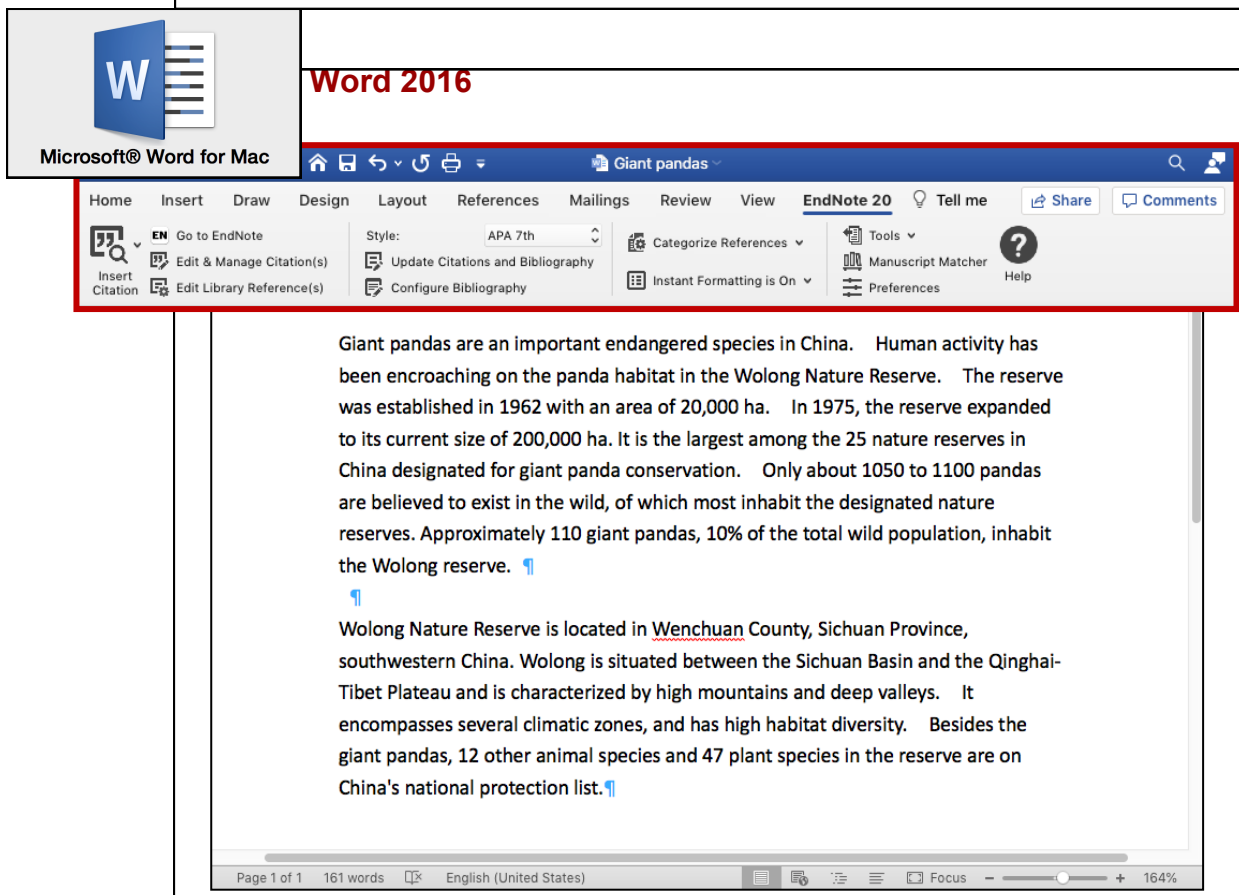 W
Microsoft® Word for Mac
Word 2016
Giant pandas
Home Insert Draw Design Layout References Mailings Review View EndNote 20 Tell me Share Comments
Insert Citation
EN Go to EndNote
Edit & Manage Citation(s)
Edit Library Reference(s)
Style: APA 7th
Update Citations and Bibliography
Configure Bibliography
Categorize References
Instant Formatting is On
Tools
Manuscript Matcher
Preferences
?
Help
Giant pandas are an important endangered species in China. Human activity has
been encroaching on the panda habitat in the Wolong Nature Reserve. The reserve
was established in 1962 with an area of 20,000 ha. In 1975, the reserve expanded
to its current size of 200,000 ha. It is the largest among the 25 nature reserves in
China designated for giant panda conservation. Only about 1050 to 1100 pandas
are believed to exist in the wild, of which most inhabit the designated nature
reserves. Approximately 110 giant pandas, 10% of the total wild population, inhabit
the Wolong reserve. ¶
¶
Wolong Nature Reserve is located in Wenchuan County, Sichuan Province,
southwestern China. Wolong is situated between the Sichuan Basin and the Qinghai-
Tibet Plateau and is characterized by high mountains and deep valleys. It
encompasses several climatic zones, and has high habitat diversity. Besides the
giant pandas, 12 other animal species and 47 plant species in the reserve are on
China's national protection list.¶
Page 1 of 1 161 words English (United States) Focus − + 164%